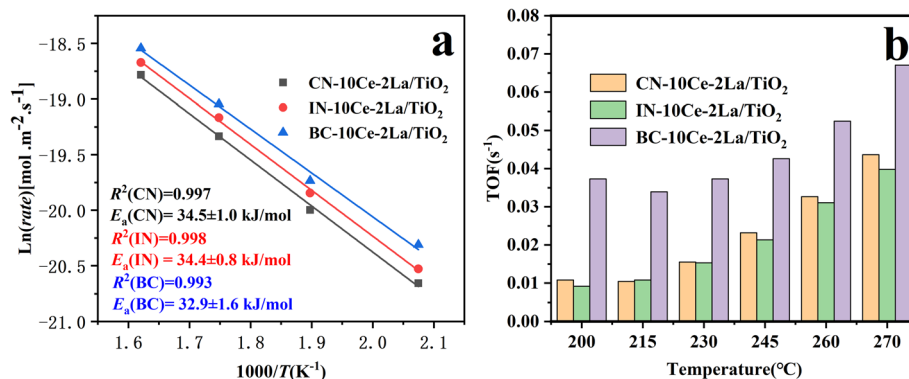 a
Ln(rate)[mol .m⁻².s⁻¹]
-18.5
-19.0
-19.5
-20.0
-20.5
-21.0
CN-10Ce-2La/TiO₂
IN-10Ce-2La/TiO₂
BC-10Ce-2La/TiO₂
R²(CN)=0.997
Eₐ(CN)= 34.5±1.0 kJ/mol
R²(IN)=0.998
Eₐ(IN)= 34.4±0.8 kJ/mol
R²(BC)=0.993
Eₐ(BC)= 32.9±1.6 kJ/mol
1.6 1.7 1.8 1.9 2.0 2.1
1000/T(K⁻¹)
b
TOF(s⁻¹)
0.08
0.07
0.06
0.05
0.04
0.03
0.02
0.01
0.00
CN-10Ce-2La/TiO₂
IN-10Ce-2La/TiO₂
BC-10Ce-2La/TiO₂
200 215 230 245 260 270
Temperature(°C)